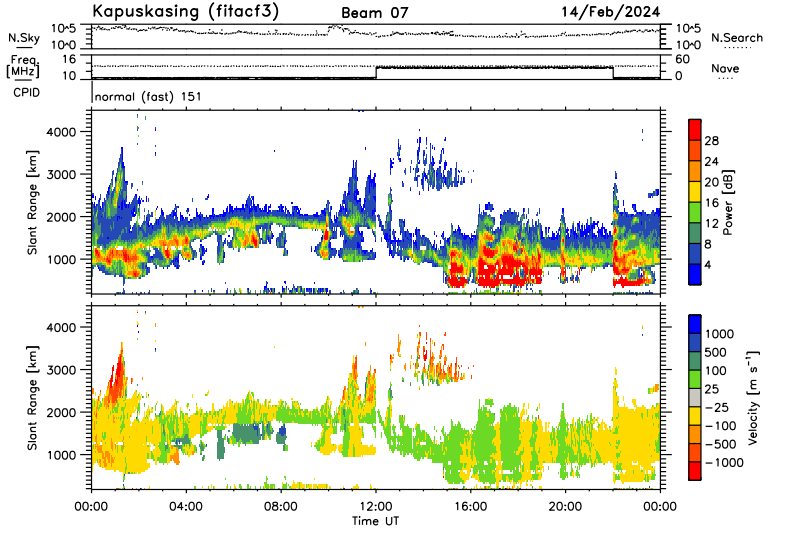 Kapuskasing (fitacf3) Beam 07 14/Feb/2024
N.Sky 10^5 10^0 10^5 10^0 N.Search
Freq. [MHz] 16 10 60 0 Nave
CPID normal (fast) 151
Slant Range [km]
4000
3000
2000
1000
28
24
20
16
12
8
4
Power [dB]
Slant Range [km]
4000
3000
2000
1000
1000
500
100
25
−25
−100
−500
−1000
Velocity [m s⁻¹]
00:00 04:00 08:00 12:00 16:00 20:00 00:00
Time UT